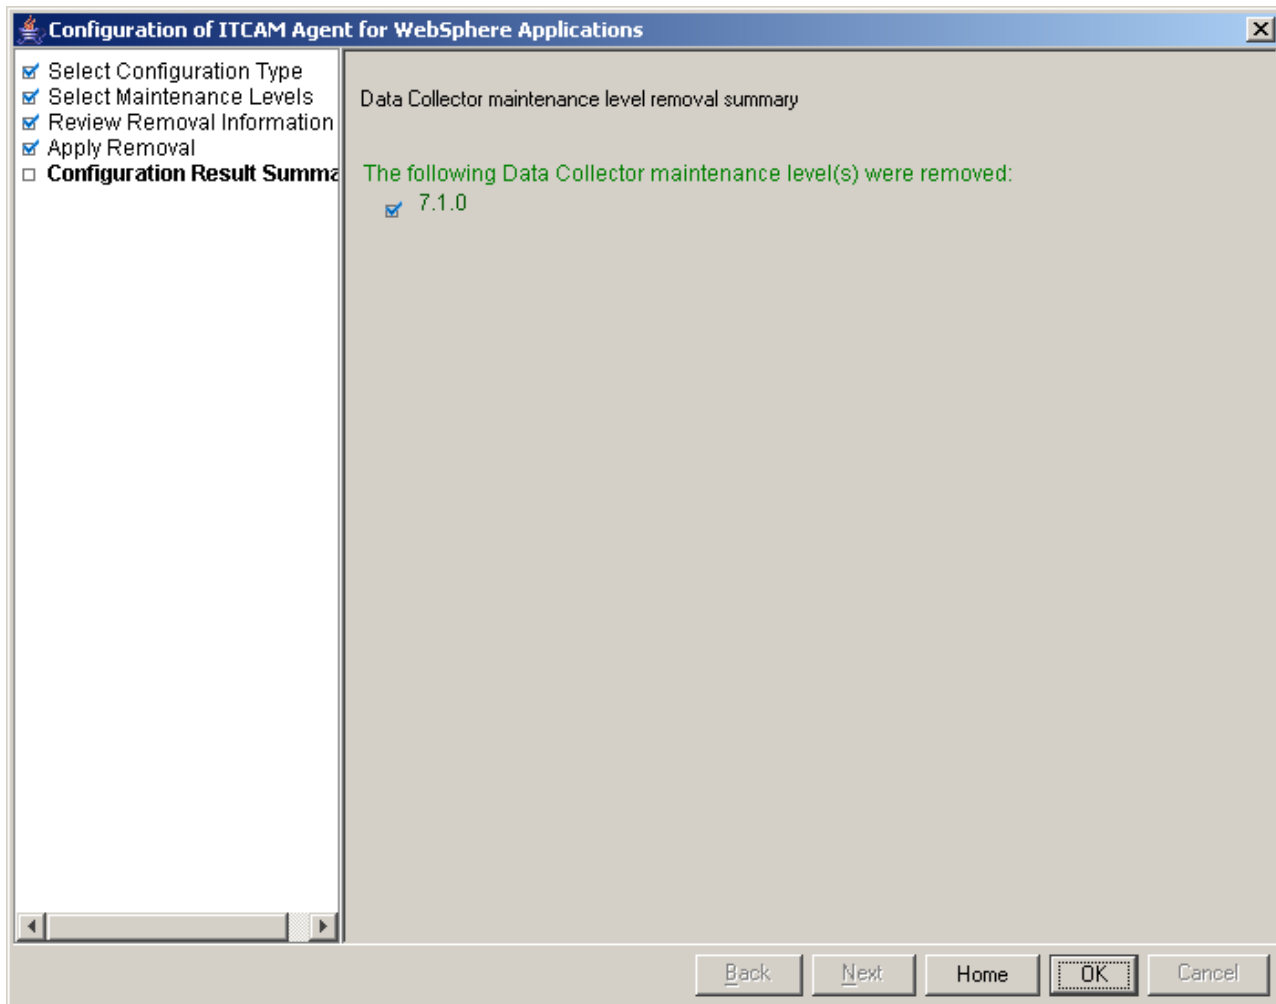 Configuration of ITCAM Agent for WebSphere Applications
Select Configuration Type
Select Maintenance Levels
Review Removal Information
Apply Removal
Configuration Result Summa
Data Collector maintenance level removal summary
The following Data Collector maintenance level(s) were removed:
7.1.0
Back Next Home OK Cancel